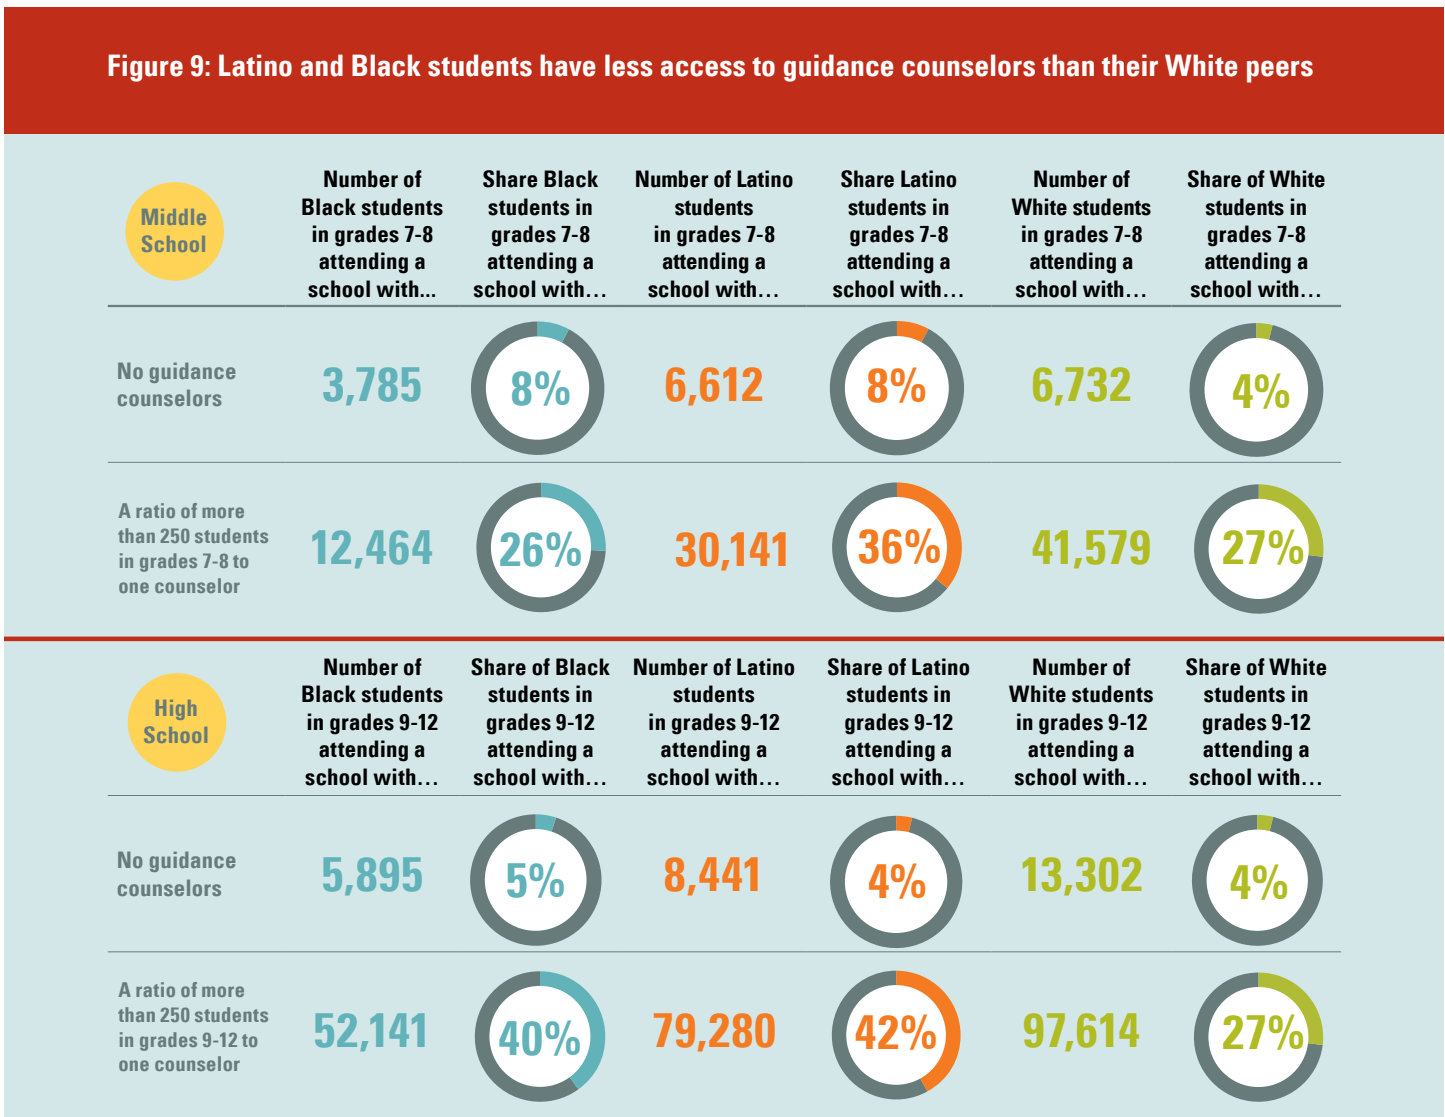 Figure 9: Latino and Black students have less access to guidance counselors than their White peers
Middle
School
Number of
Black students
in grades 7-8
attending a
school with...
Share Black
students in
grades 7-8
attending a
school with…
Number of Latino
students
in grades 7-8
attending a
school with…
Share Latino
students in
grades 7-8
attending a
school with…
Number of
White students
in grades 7-8
attending a
school with…
Share of White
students in
grades 7-8
attending a
school with…
No guidance
counselors
3,785
8%
6,612
8%
6,732
4%
A ratio of more
than 250 students
in grades 7-8 to
one counselor
12,464
26%
30,141
36%
41,579
27%
High
School
Number of
Black students
in grades 9-12
attending a
school with…
Share of Black
students in
grades 9-12
attending a
school with…
Number of Latino
students
in grades 9-12
attending a
school with…
Share of Latino
students in
grades 9-12
attending a
school with…
Number of
White students
in grades 9-12
attending a
school with…
Share of White
students in
grades 9-12
attending a
school with…
No guidance
counselors
5,895
5%
8,441
4%
13,302
4%
A ratio of more
than 250 students
in grades 9-12 to
one counselor
52,141
40%
79,280
42%
97,614
27%